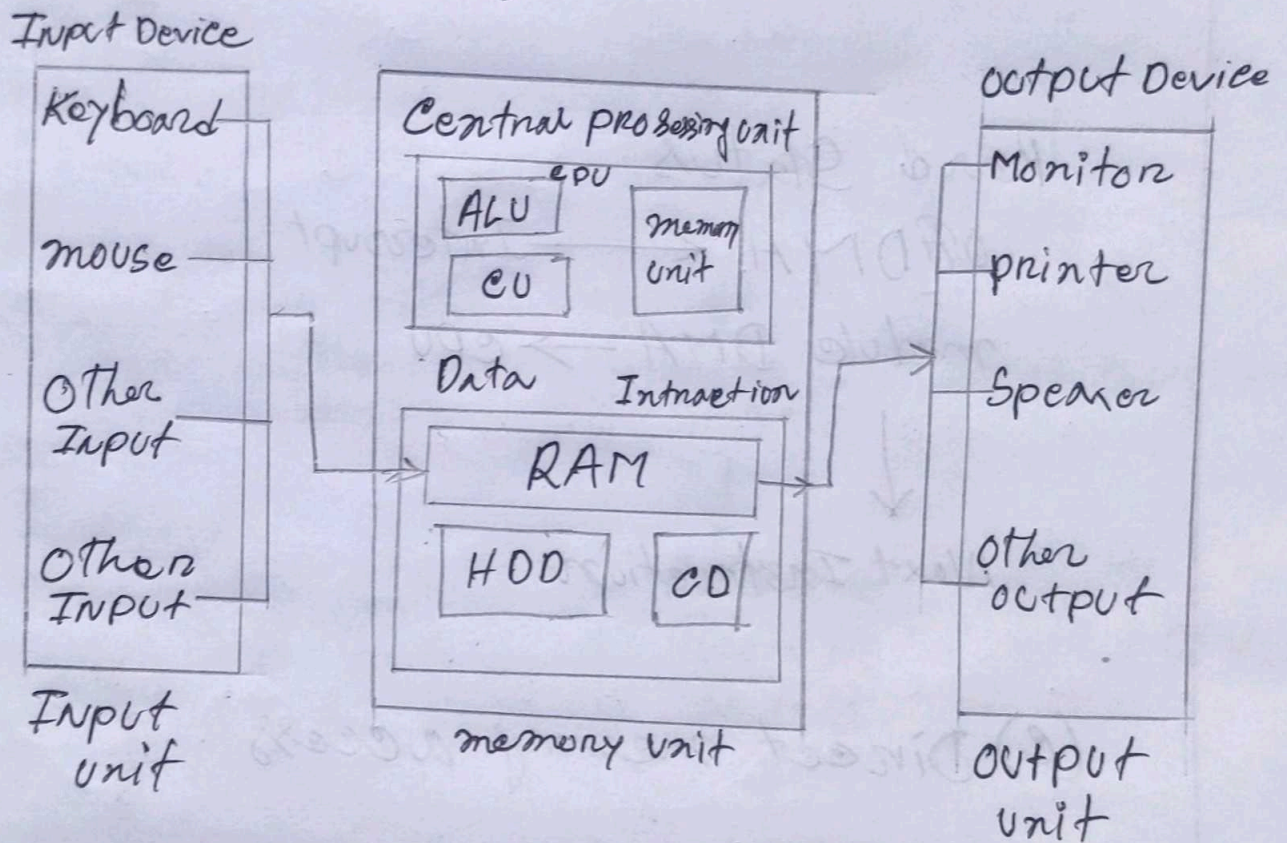 Input Device
Keyboard
mouse
Other
Input
Other
Input
Input
unit
Central prosessing unit
CPU
ALU
CU
memory
unit
Data
Intraction
RAM
HDD
CD
memory unit
Output Device
Monitor
printer
Speaker
Other
output
Output
unit